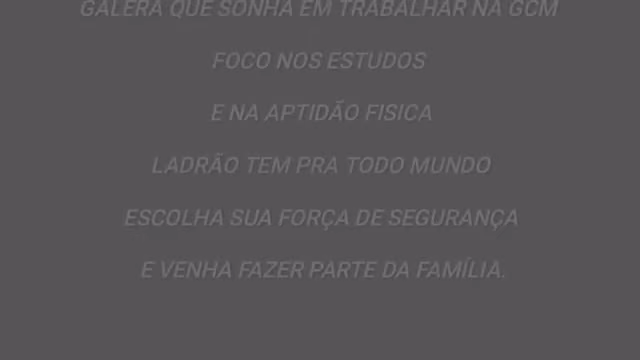 GALERA QUE SONHA EM TRABALHAR NA GCM
FOCO NOS ESTUDOS
E NA APTIDÃO FISICA
LADRÃO TEM PRA TODO MUNDO
ESCOLHA SUA FORÇA DE SEGURANÇA
E VENHA FAZER PARTE DA FAMÍLIA.